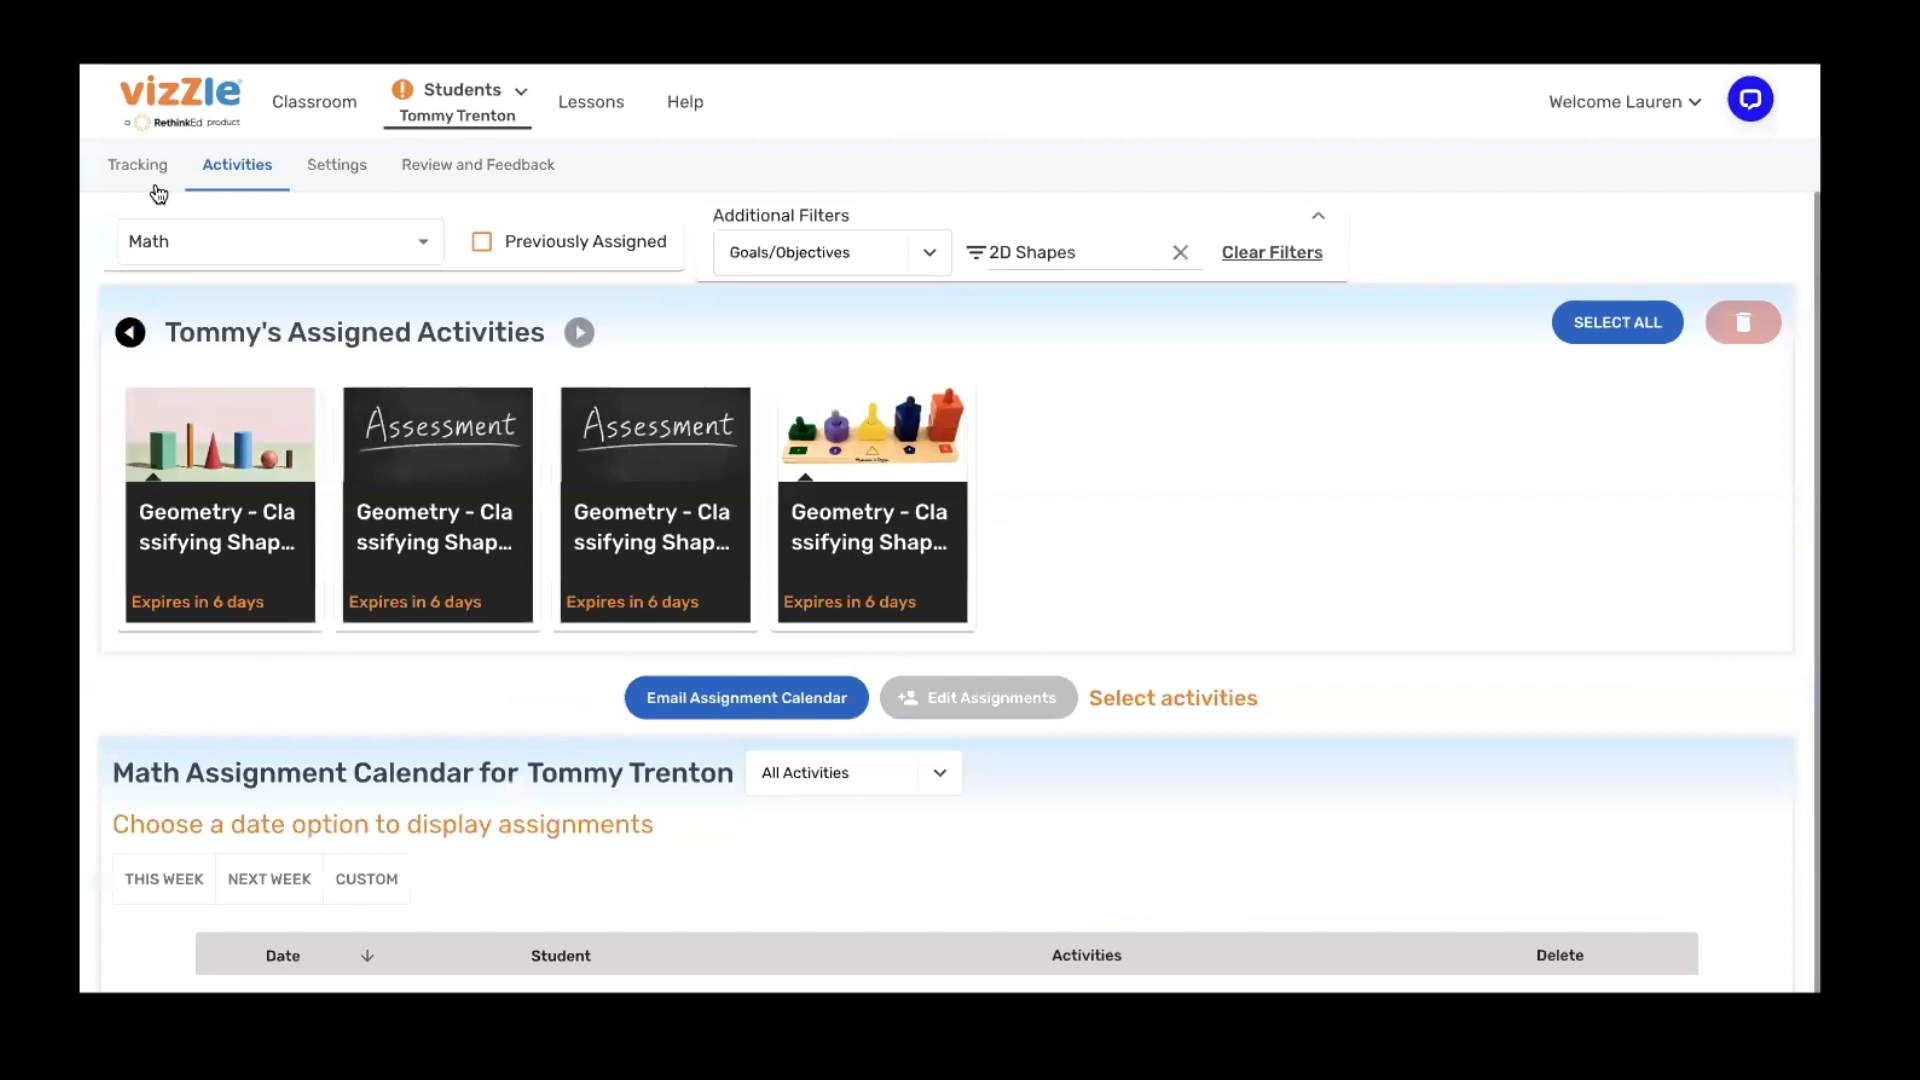 vizZle
a RethinkEd product
Classroom
Students
Tommy Trenton
Lessons
Help
Welcome Lauren
Tracking
Activities
Settings
Review and Feedback
Math
Previously Assigned
Additional Filters
Goals/Objectives
2D Shapes
Clear Filters
Tommy's Assigned Activities
SELECT ALL
Assessment
Assessment
Geometry - Cla
ssifying Shap...
Expires in 6 days
Geometry - Cla
ssifying Shap...
Expires in 6 days
Geometry - Cla
ssifying Shap...
Expires in 6 days
Geometry - Cla
ssifying Shap...
Expires in 6 days
Email Assignment Calendar
Edit Assignments
Select activities
Math Assignment Calendar for Tommy Trenton
All Activities
Choose a date option to display assignments
THIS WEEK
NEXT WEEK
CUSTOM
Date
Student
Activities
Delete